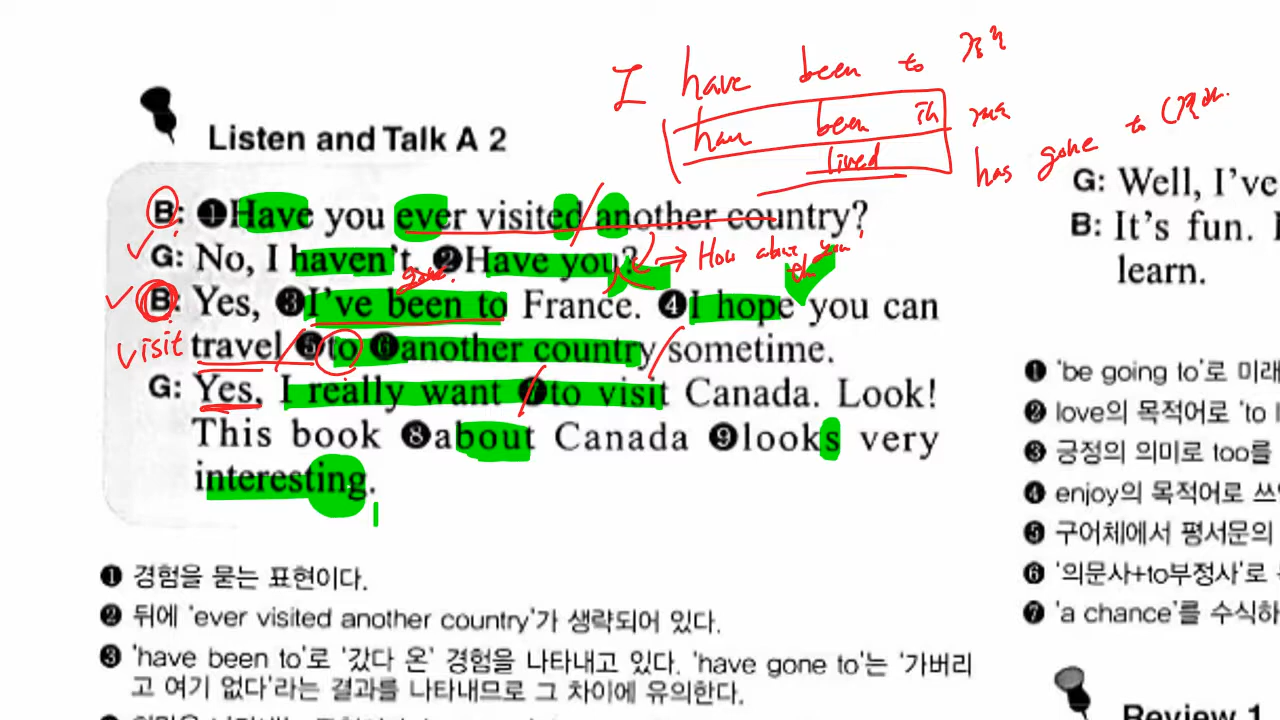 I have been to
have been in
lived
has gone to
Listen and Talk A 2
B: ❶Have you ever visited another country?
G: No, I haven't. ❷Have you?
How about you?
B: Yes, ❸I've been to France. ❹I hope you can
gone
visit
travel ❺to ❻another country sometime.
G: Yes, I really want ❼to visit Canada. Look!
This book ❽about Canada ❾looks very
interesting.
❶ 경험을 묻는 표현이다.
❷ 뒤에 'ever visited another country'가 생략되어 있다.
❸ 'have been to'로 '갔다 온' 경험을 나타내고 있다. 'have gone to'는 '가버리
고 여기 없다'라는 결과를 나타내므로 그 차이에 유의한다.
G: Well, I've
B: It's fun.
learn.
❶ 'be going to'로 미래
❷ love의 목적어로 'to
❸ 긍정의 의미로 too를
❹ enjoy의 목적어로
❺ 구어체에서 평서문의
❻ '의문사+to부정사'로
❼ 'a chance'를 수식하
Review 1